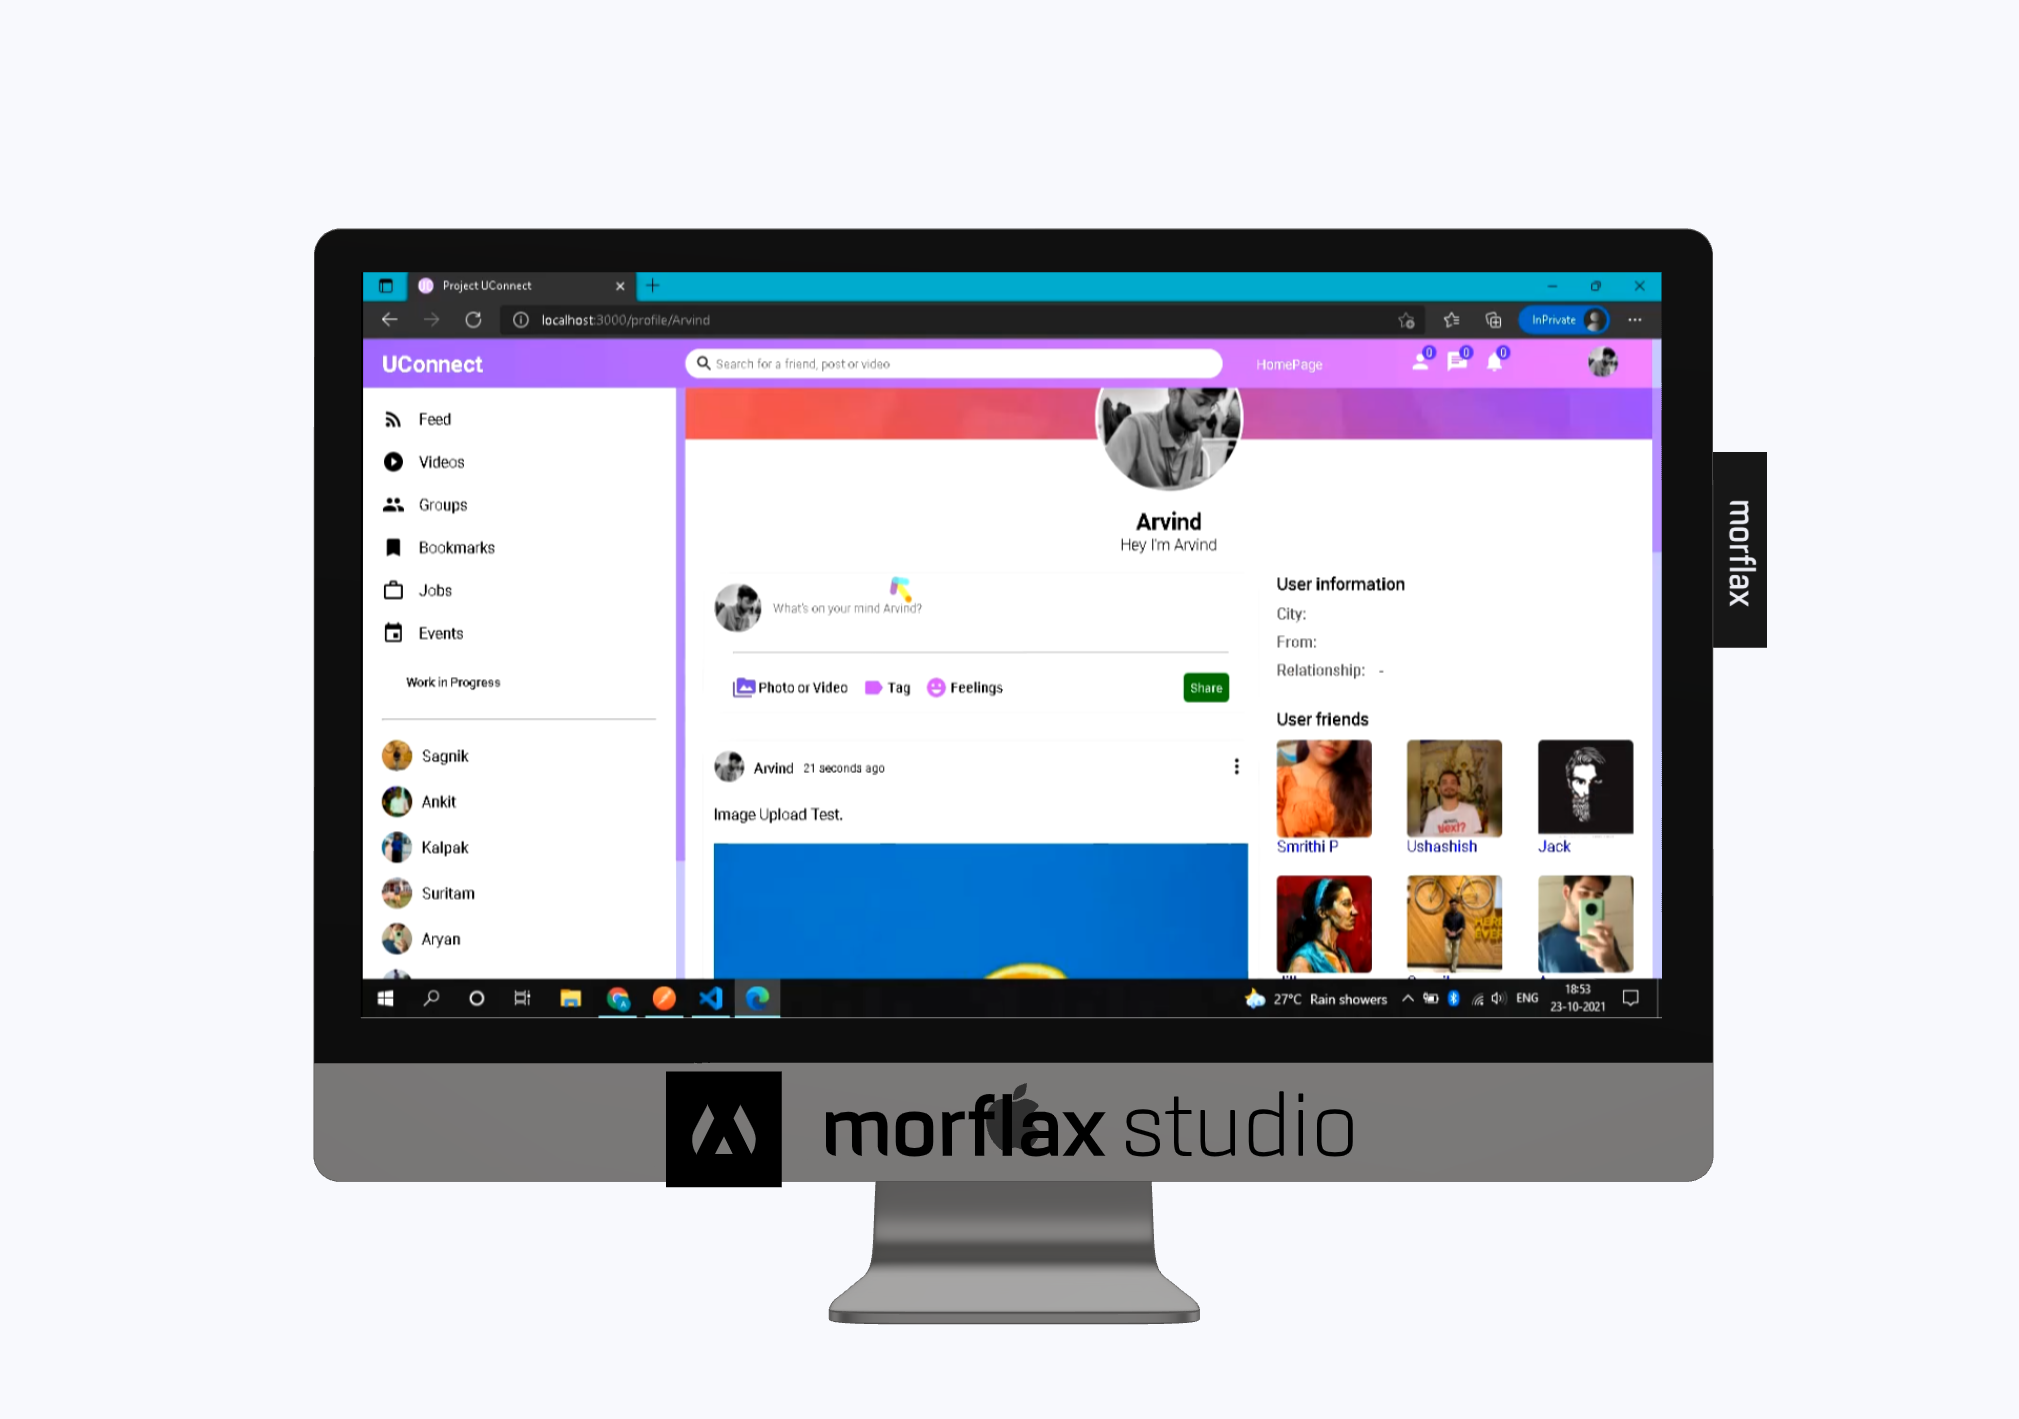 Project UConnect
localhost:3000/profile/Arvind
InPrivate
UConnect
Search for a friend, post or video
HomePage
0
0
0
Feed
Videos
Groups
Bookmarks
Jobs
Events
Work in Progress
Sagnik
Ankit
Kalpak
Suritam
Aryan
Arvind
Hey I'm Arvind
What's on your mind Arvind?
Photo or Video
Tag
Feelings
Share
Arvind 21 seconds ago
Image Upload Test.
User information
City:
From:
Relationship: -
User friends
Smrithi P
Ushashish
Jack
27°C Rain showers
ENG
18:53
23-10-2021
morflax
morflax studio